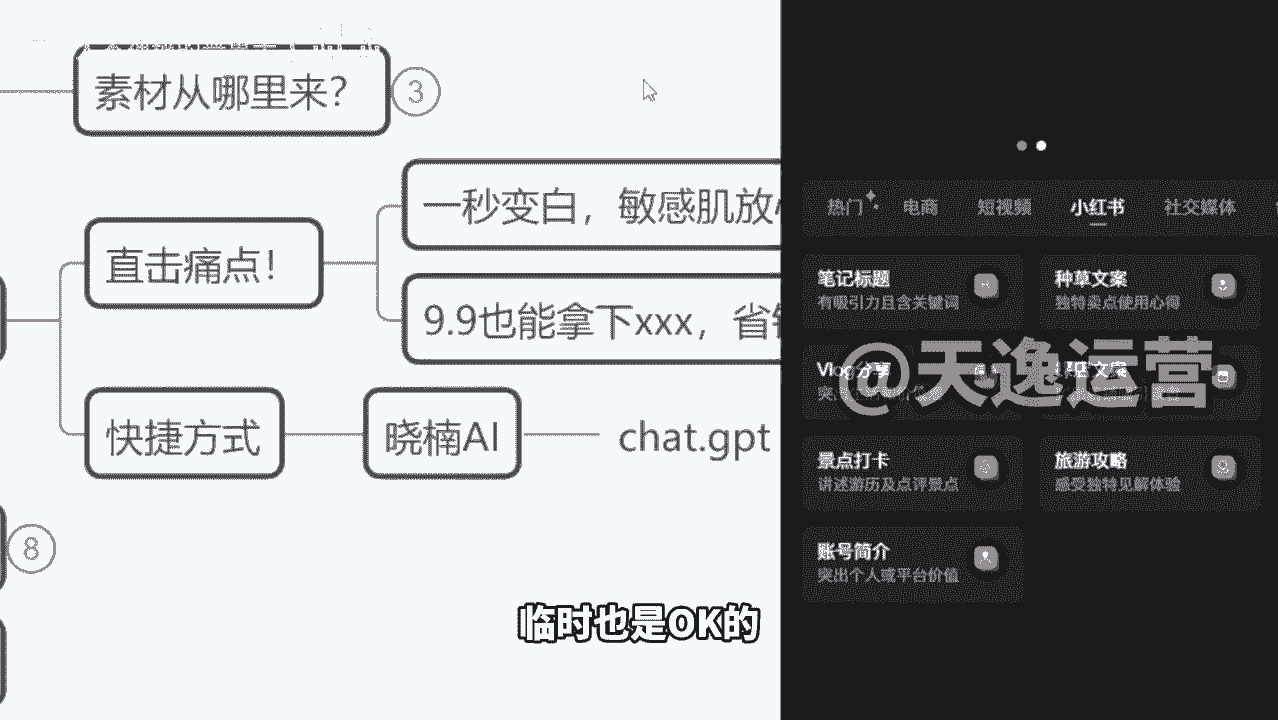 素材从哪里来？
3
一秒变白，敏感肌放
直击痛点！
9.9也能拿下xxx，省
快捷方式
晓楠AI
chat.gpt
8
临时也是OK的
热门
电商
短视频
小红书
社交媒体
笔记标题
有吸引力且含关键词
种草文案
独特卖点使用心得
Vlog分享
@天逸运营
景点打卡
讲述游历及点评景点
旅游攻略
感受独特见解体验
账号简介
突出个人或平台价值